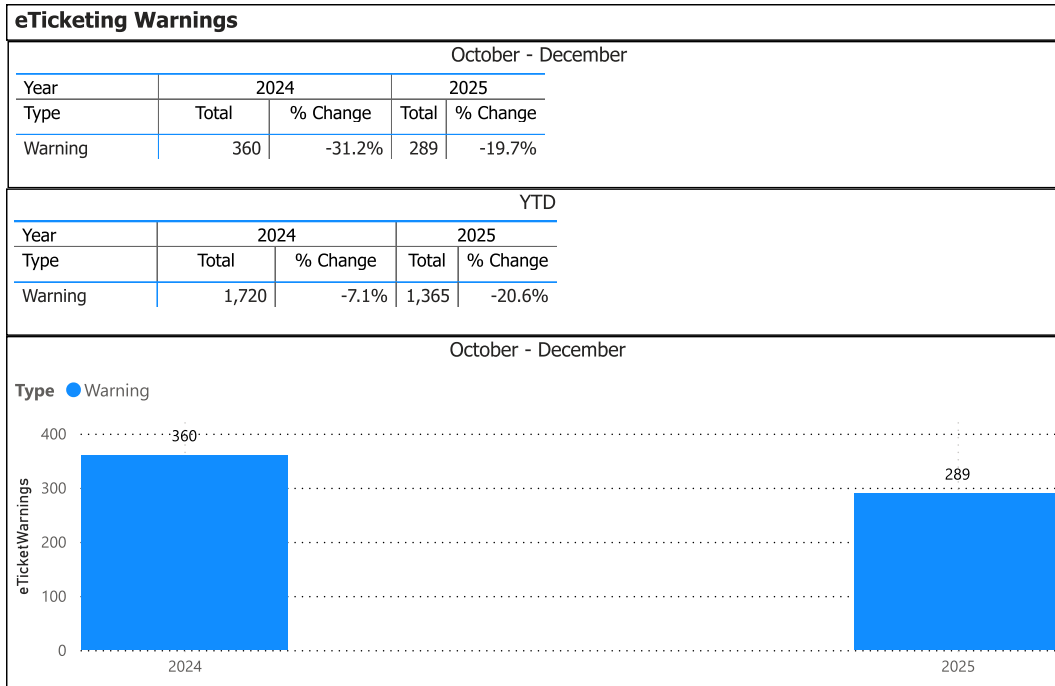 eTicketing Warnings
October - December
Year 2024 2025
Type Total % Change Total % Change
Warning 360 -31.2% 289 -19.7%
YTD
Year 2024 2025
Type Total % Change Total % Change
Warning 1,720 -7.1% 1,365 -20.6%
October - December
Type Warning
400
300
200
100
0
eTicketWarnings
360
289
2024 2025